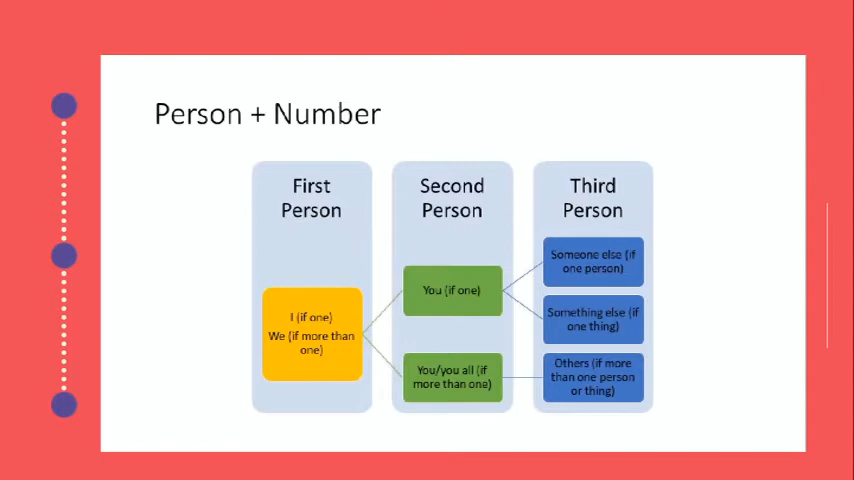 Person + Number
First
Person
I (if one)
We (if more than
one)
Second
Person
You (if one)
You/you all (if
more than one)
Third
Person
Someone else (if
one person)
Something else (if
one thing)
Others (if more
than one person
or thing)